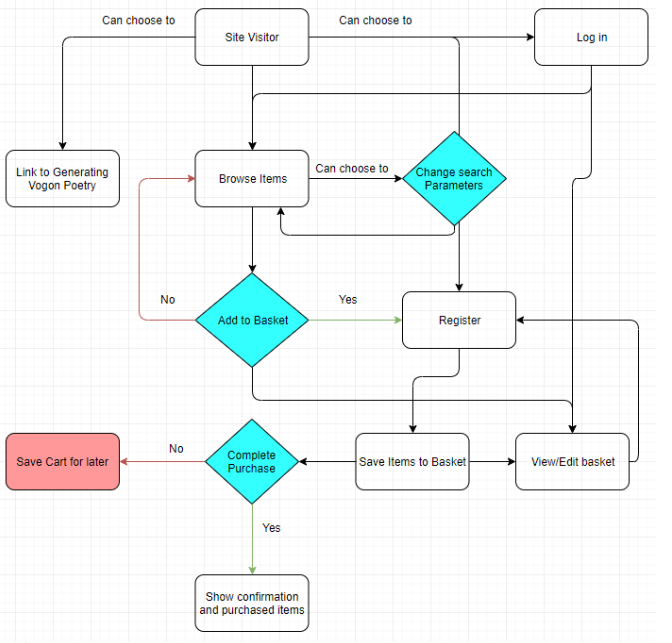 Can choose to
Site Visitor
Can choose to
Log in
Link to Generating
Vogon Poetry
Browse Items
Can choose to
Change search
Parameters
No
Add to Basket
Yes
Register
Save Cart for later
No
Complete
Purchase
Save Items to Basket
View/Edit basket
Yes
Show confirmation
and purchased items